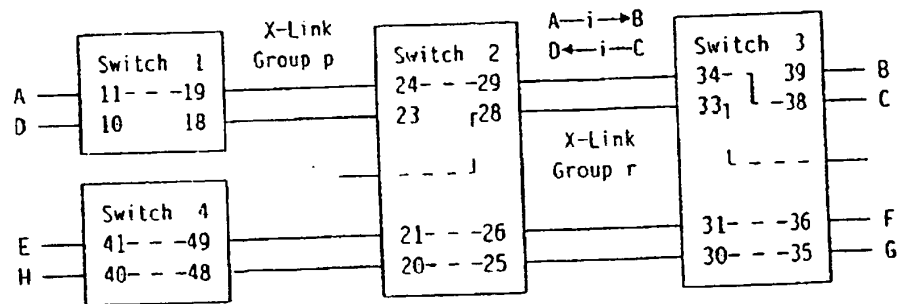 X-Link
Group p
A—i→B
D←i—C
Switch 1
A 11- - -19
D 10 18
Switch 2
24- - -29
23 28
- - -
21- - -26
20- - -25
X-Link
Group r
Switch 3
34- 39 B
33 -38 C
- - -
31- - -36 F
30- - -35 G
Switch 4
E 41- - -49
H 40- - -48